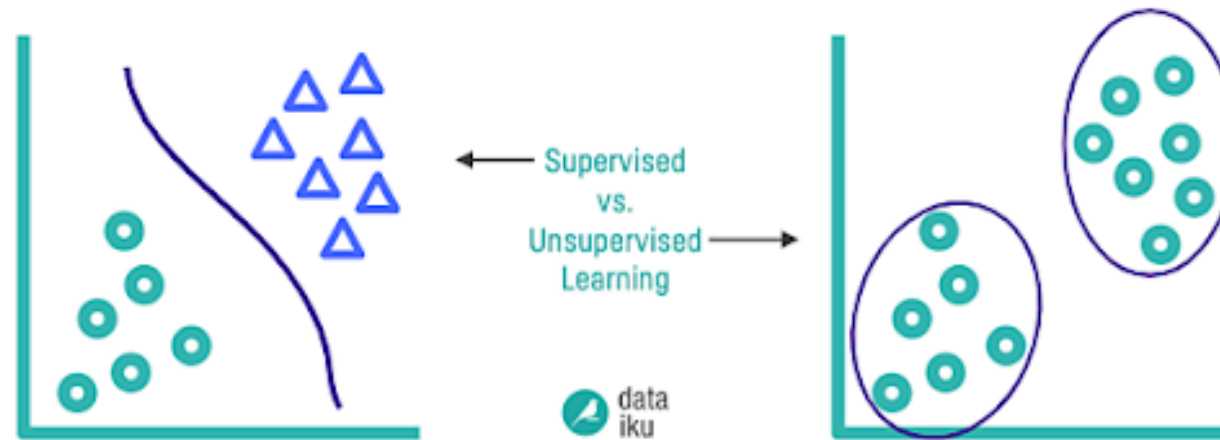 Supervised
vs.
Unsupervised
Learning
data
iku